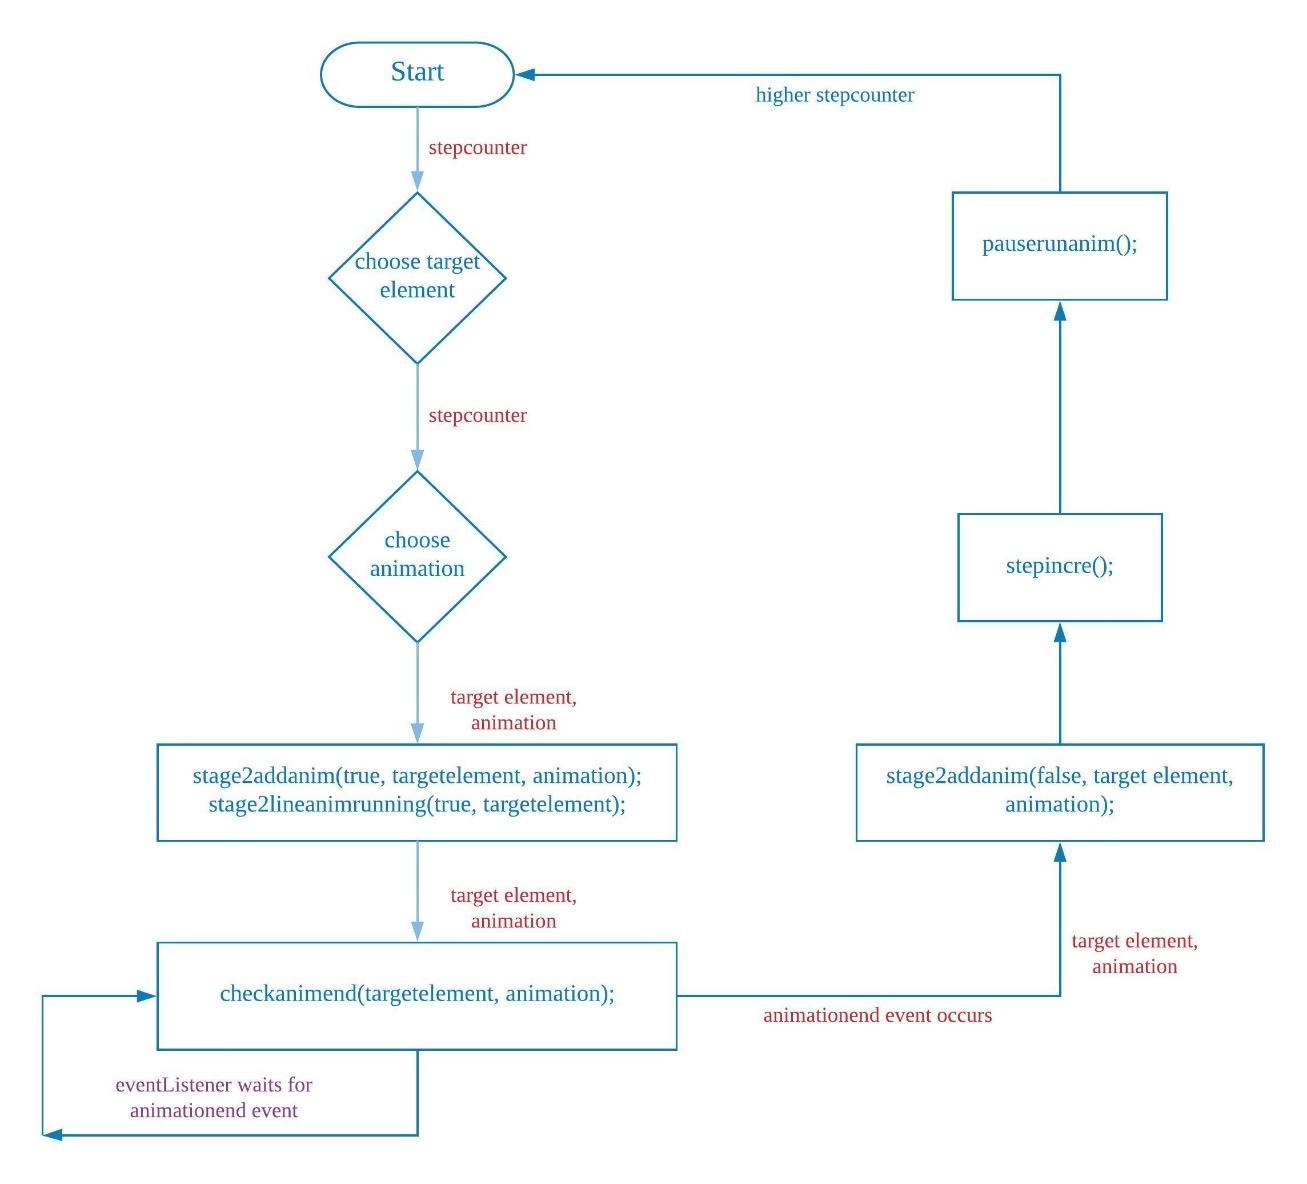 Start
higher stepcounter
stepcounter
choose target
element
pauserunanim();
stepcounter
choose
animation
stepincre();
target element,
animation
stage2addanim(true, targetelement, animation);
stage2lineanimrunning(true, targetelement);
stage2addanim(false, target element,
animation);
target element,
animation
target element,
animation
checkanimend(targetelement, animation);
animationend event occurs
eventListener waits for
animationend event